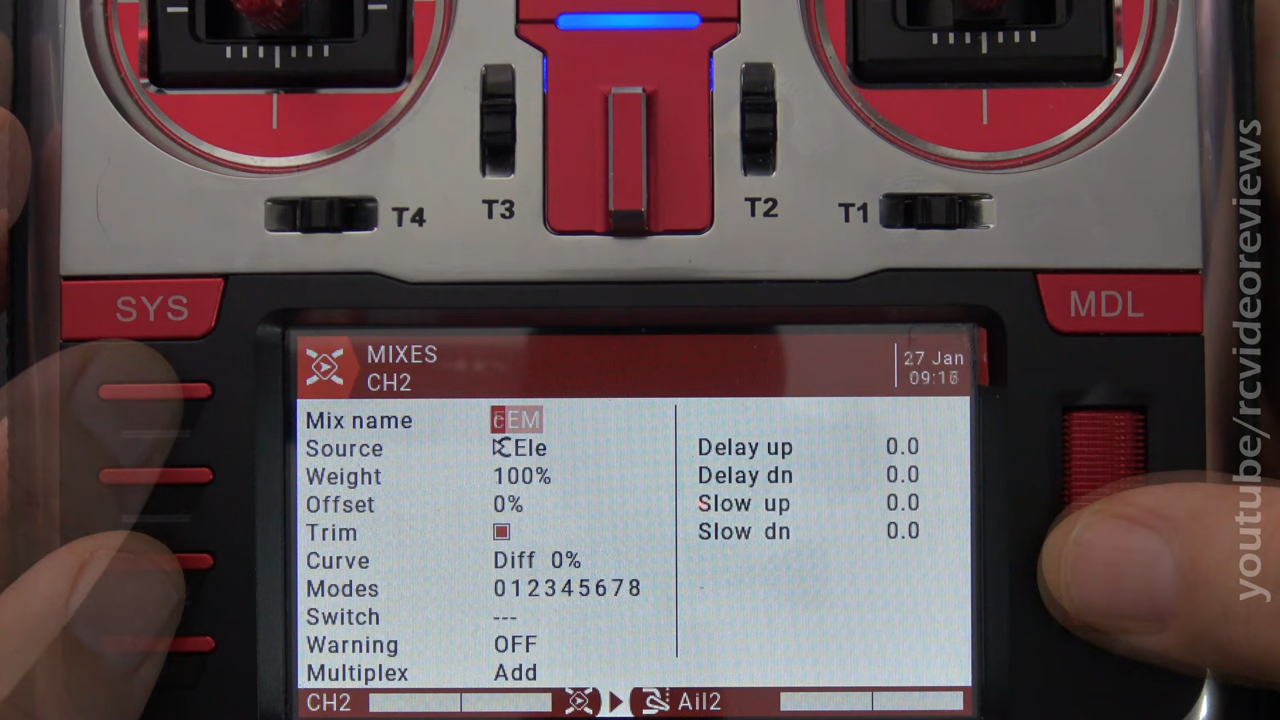 T4
T3
T2
T1
SYS
MDL
MIXES
CH2
27 Jan
Mix name
Source Ele
Weight 100%
Offset 0%
Trim
Curve Diff 0%
Modes 012345678
Switch ---
Warning OFF
Multiplex Add
Delay up 0.0
Delay dn 0.0
Slow up 0.0
Slow dn 0.0
CH2 Ail2
youtube/rcvideoreviews